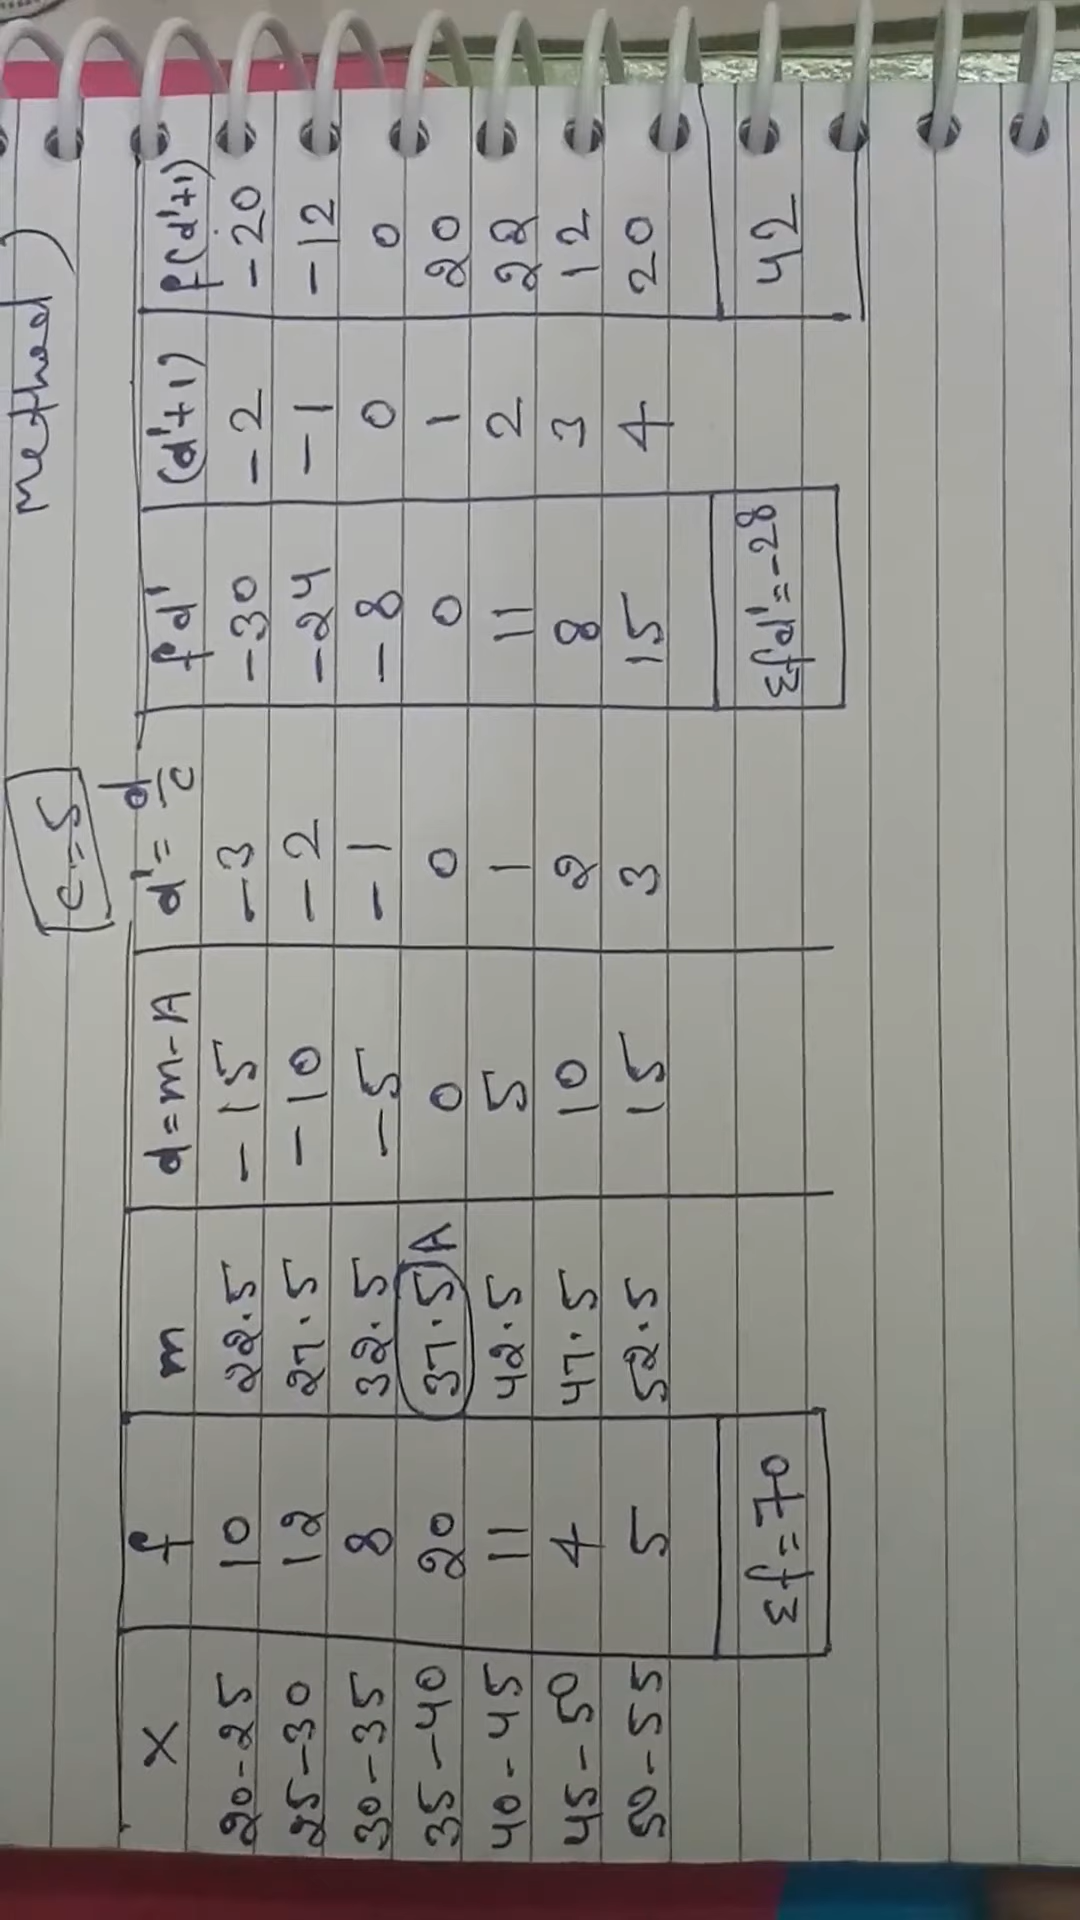 method)
c=5
X f m d=m-A d'=d/c fd' (d'+1) f(d'+1)
20-25 10 22.5 -15 -3 -30 -2 -20
25-30 12 27.5 -10 -2 -24 -1 -12
30-35 8 32.5 -5 -1 -8 0 0
35-40 20 37.5 A 0 0 0 1 20
40-45 11 42.5 5 1 11 2 22
45-50 4 47.5 10 2 8 3 12
50-55 5 52.5 15 3 15 4 20
Σf=70 Σfd'=-28 42